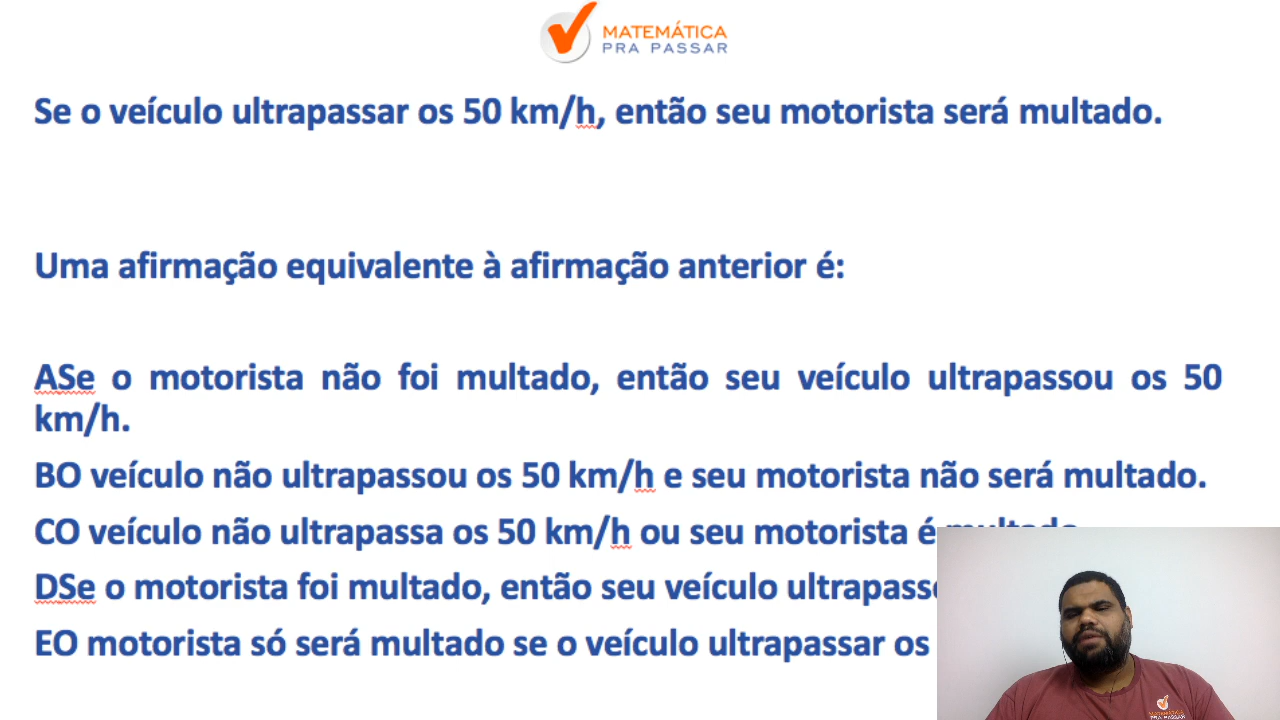 MATEMÁTICA
PRA PASSAR
Se o veículo ultrapassar os 50 km/h, então seu motorista será multado.
Uma afirmação equivalente à afirmação anterior é:
ASe o motorista não foi multado, então seu veículo ultrapassou os 50
km/h.
BO veículo não ultrapassou os 50 km/h e seu motorista não será multado.
CO veículo não ultrapassa os 50 km/h ou seu motorista é multado
DSe o motorista foi multado, então seu veículo
EO motorista só será multado se o veículo ultrapassar os
MATEMÁTICA
PRA PASSAR